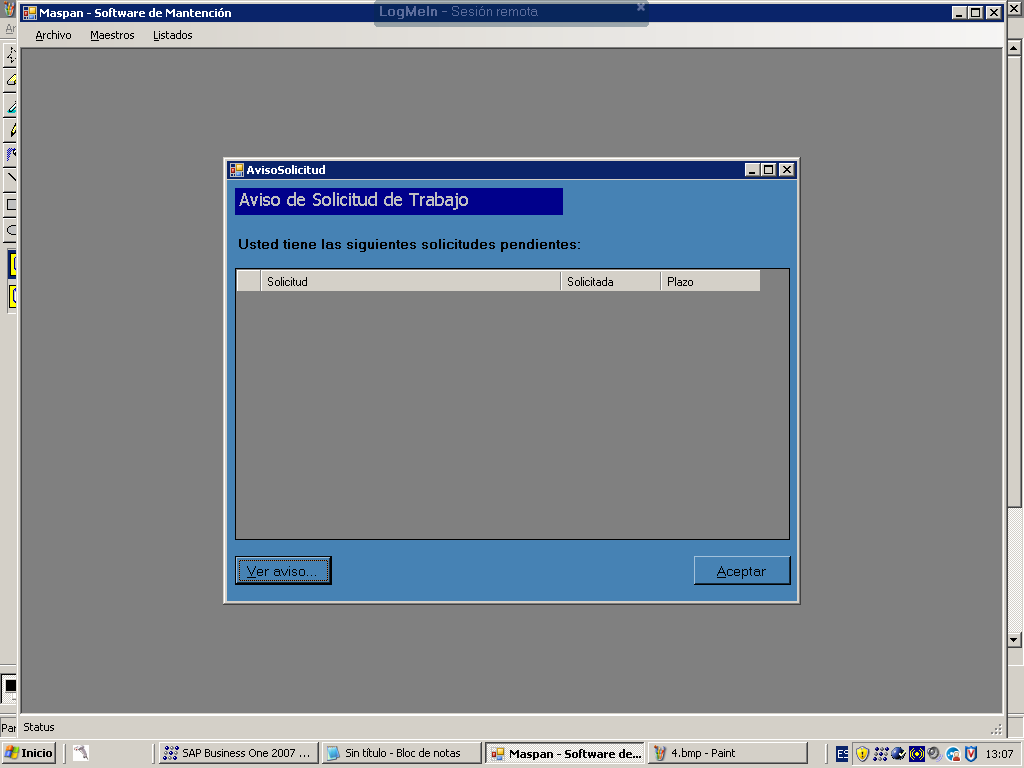 Maspan - Software de Mantención
LogMeIn - Sesión remota
Archivo Maestros Listados
AvisoSolicitud
Aviso de Solicitud de Trabajo
Usted tiene las siguientes solicitudes pendientes:
Solicitud Solicitada Plazo
Ver aviso... Aceptar
Status
Inicio SAP Business One 2007 ... Sin título - Bloc de notas Maspan - Software de... 4.bmp - Paint ES 13:07